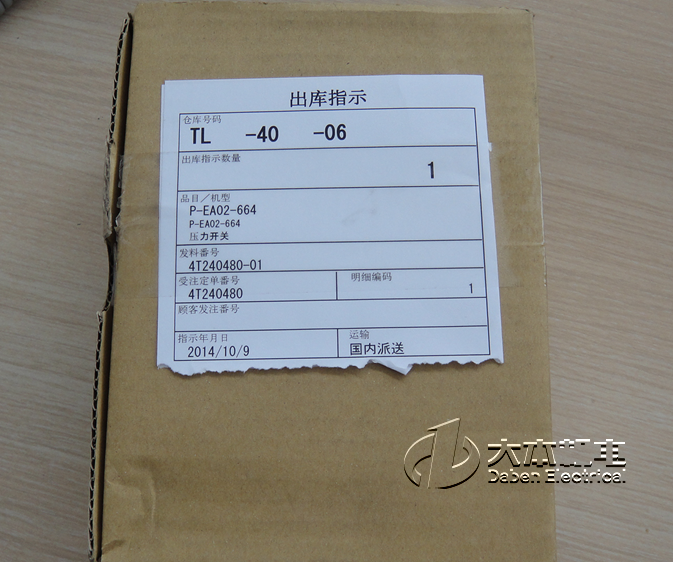 出库指示
仓库号码
TL -40 -06
出库指示数量
1
品目／机型
P-EA02-664
P-EA02-664
压力开关
发料番号
4T240480-01
受注定单番号
4T240480
明细编码
1
顾客发注番号
指示年月日
2014/10/9
运输
国内派送
大本机电
Daben Electrical